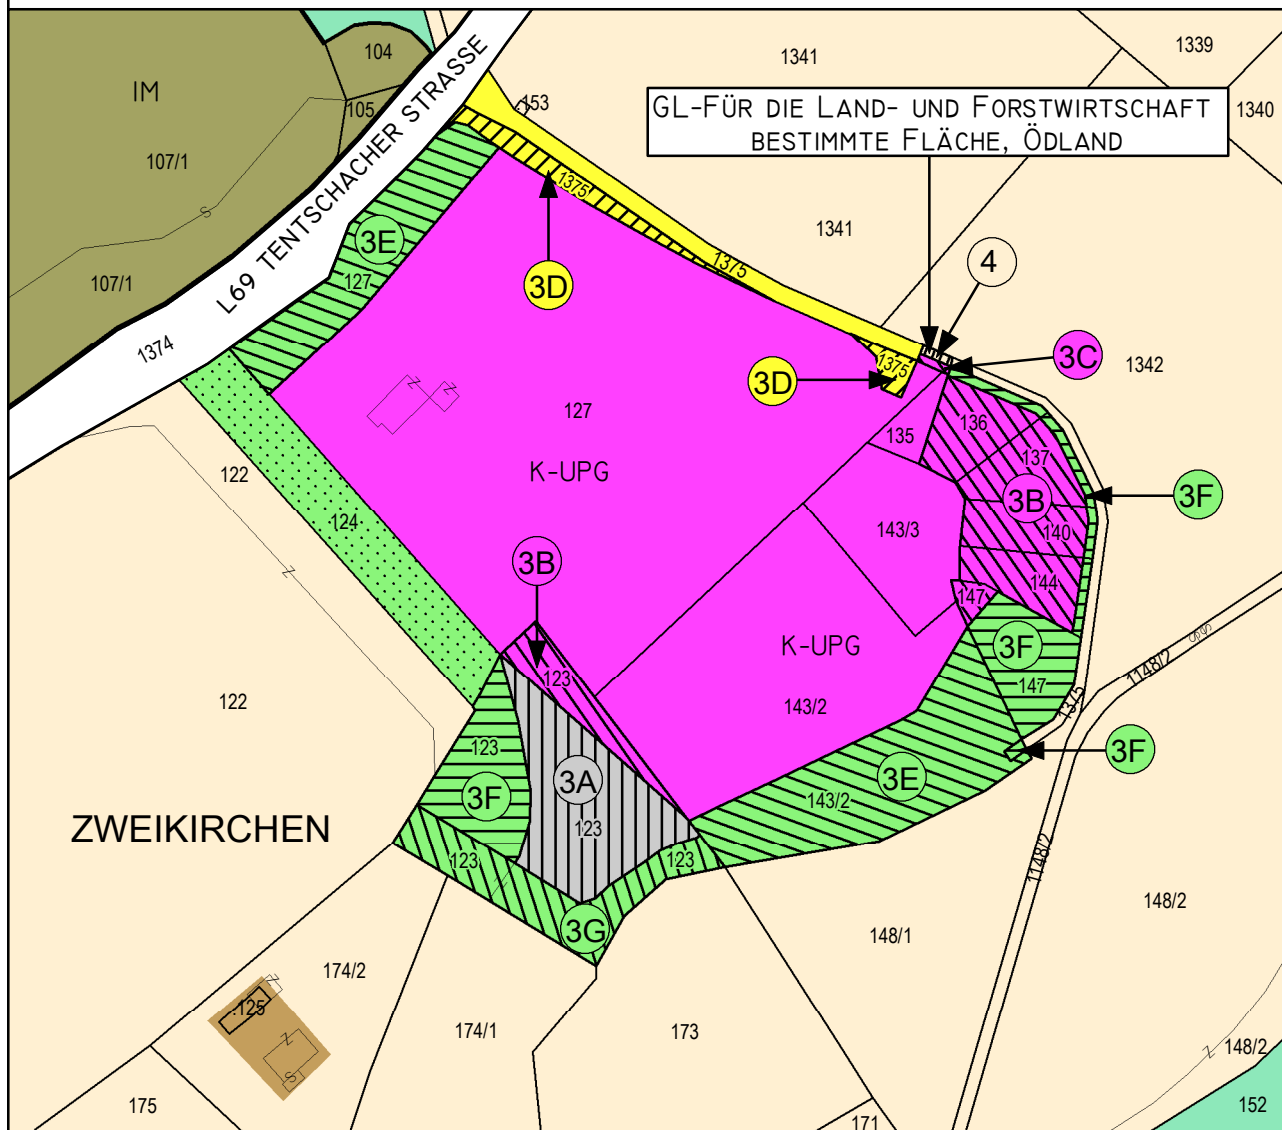 104
1341
1339
IM
105
153
1340
GL-FÜR DIE LAND- UND FORSTWIRTSCHAFT
BESTIMMTE FLÄCHE, ÖDLAND
107/1
S
L69 TENTSCHACHER STRASSE
1375
1341
3E
107/1
127
3D
1375
4
1374
3C
1342
1375
3D
Z
Z
127
135
136
122
K-UPG
137
3B
3F
124
143/3
140
3B
144
Z
147
K-UPG
3F
SS
1148/2
123
147
122
143/2
1375
123
3F
3A
3E
3F
143/2
ZWEIKIRCHEN
123
123
123
1148/2
3G
148/2
148/1
174/2
Z
.125
174/1
173
Z
S
Z
148/2
175
171
152